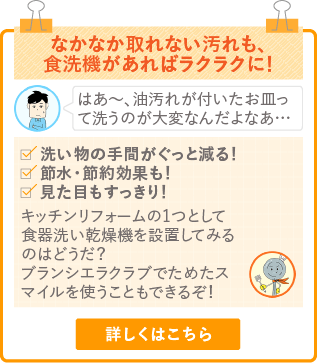 なかなか取れない汚れも、
食洗機があればラクラクに！
はあ～、油汚れが付いたお皿っ
て洗うのが大変なんだよなあ…
洗い物の手間がぐっと減る！
節水・節約効果も！
見た目もすっきり！
キッチンリフォームの1つとして
食器洗い乾燥機を設置してみる
のはどうだ？
ブランシエラクラブでためたス
マイルを使うこともできるぞ！
詳しくはこちら